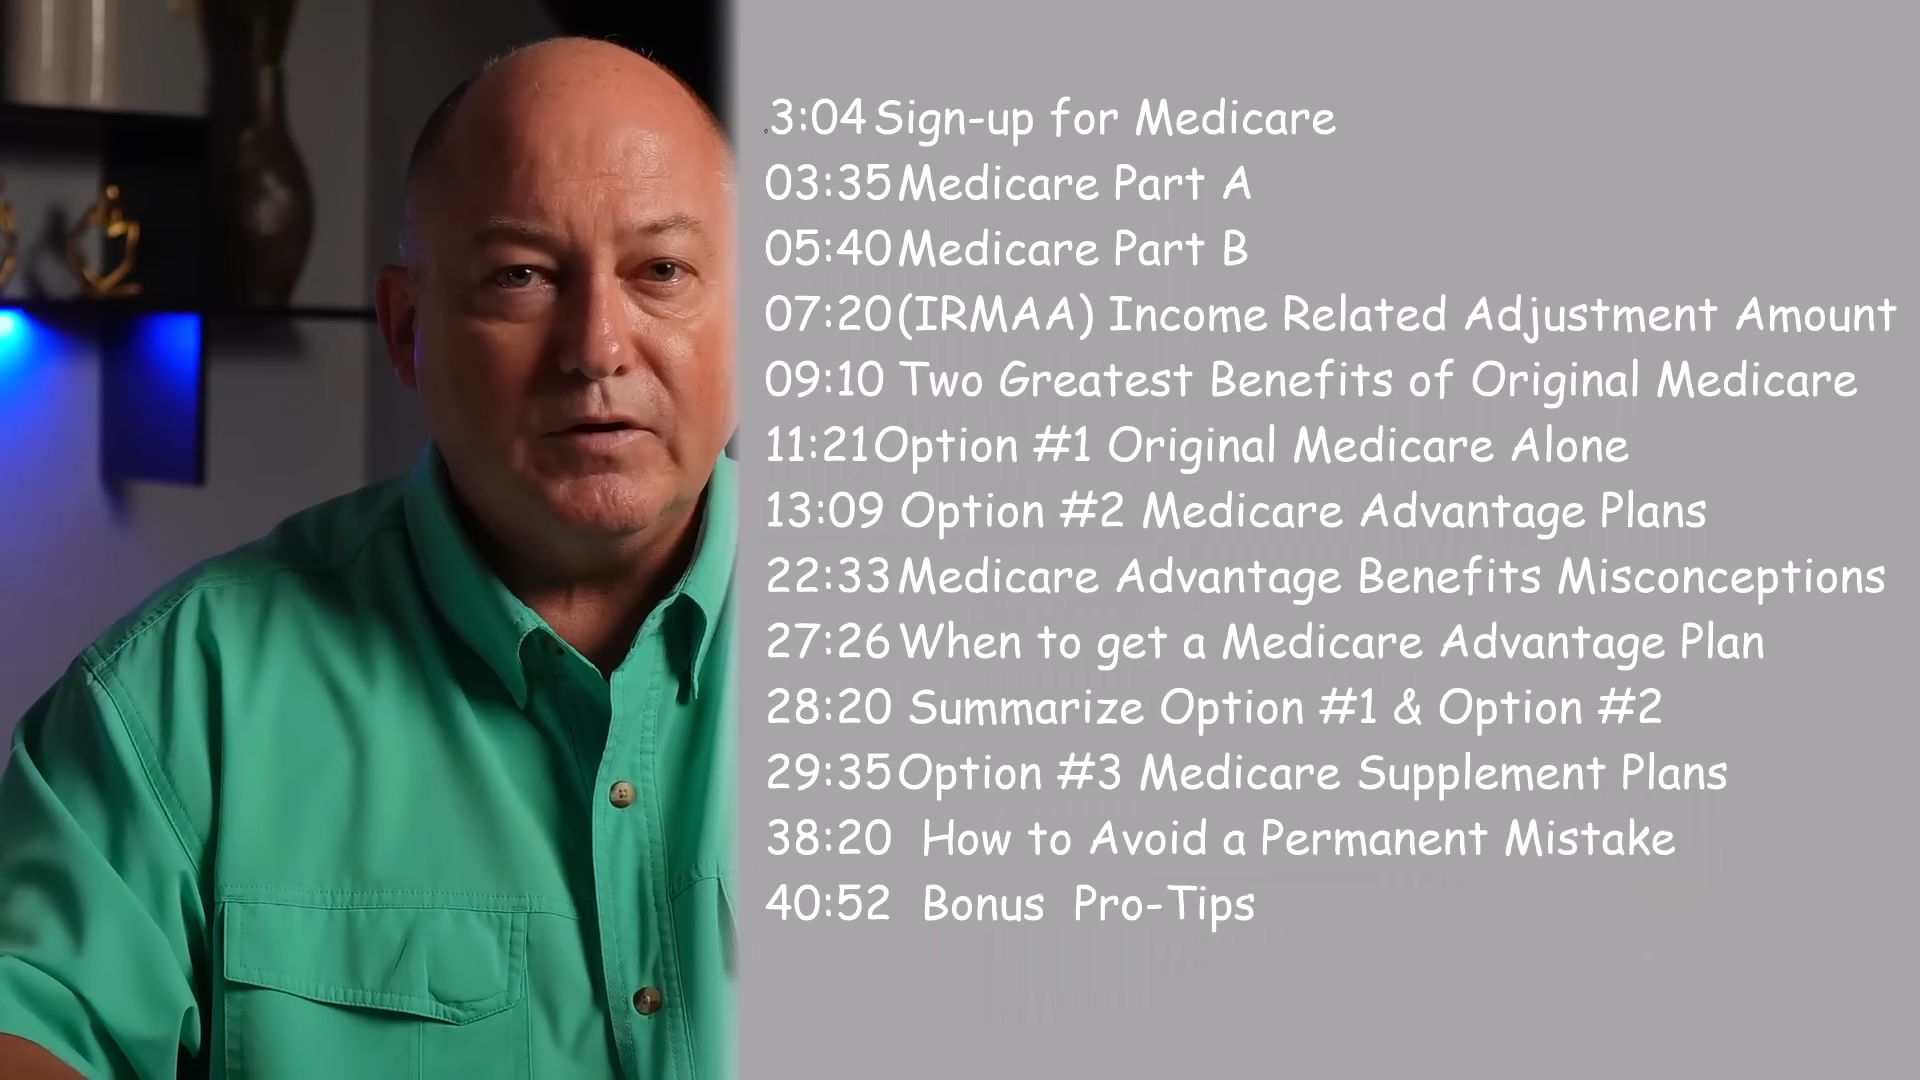 3:04 Sign-up for Medicare
03:35 Medicare Part A
05:40 Medicare Part B
07:20 (IRMAA) Income Related Adjustment Amount
09:10 Two Greatest Benefits of Original Medicare
11:21 Option #1 Original Medicare Alone
13:09 Option #2 Medicare Advantage Plans
22:33 Medicare Advantage Benefits Misconceptions
27:26 When to get a Medicare Advantage Plan
28:20 Summarize Option #1 & Option #2
29:35 Option #3 Medicare Supplement Plans
38:20 How to Avoid a Permanent Mistake
40:52 Bonus Pro-Tips